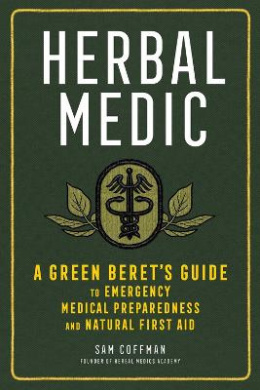 HERBAL
MEDIC
A GREEN BERET'S GUIDE
TO EMERGENCY
MEDICAL PREPAREDNESS
AND NATURAL FIRST AID
SAM COFFMAN
FOUNDER OF HERBAL MEDICS ACADEMY